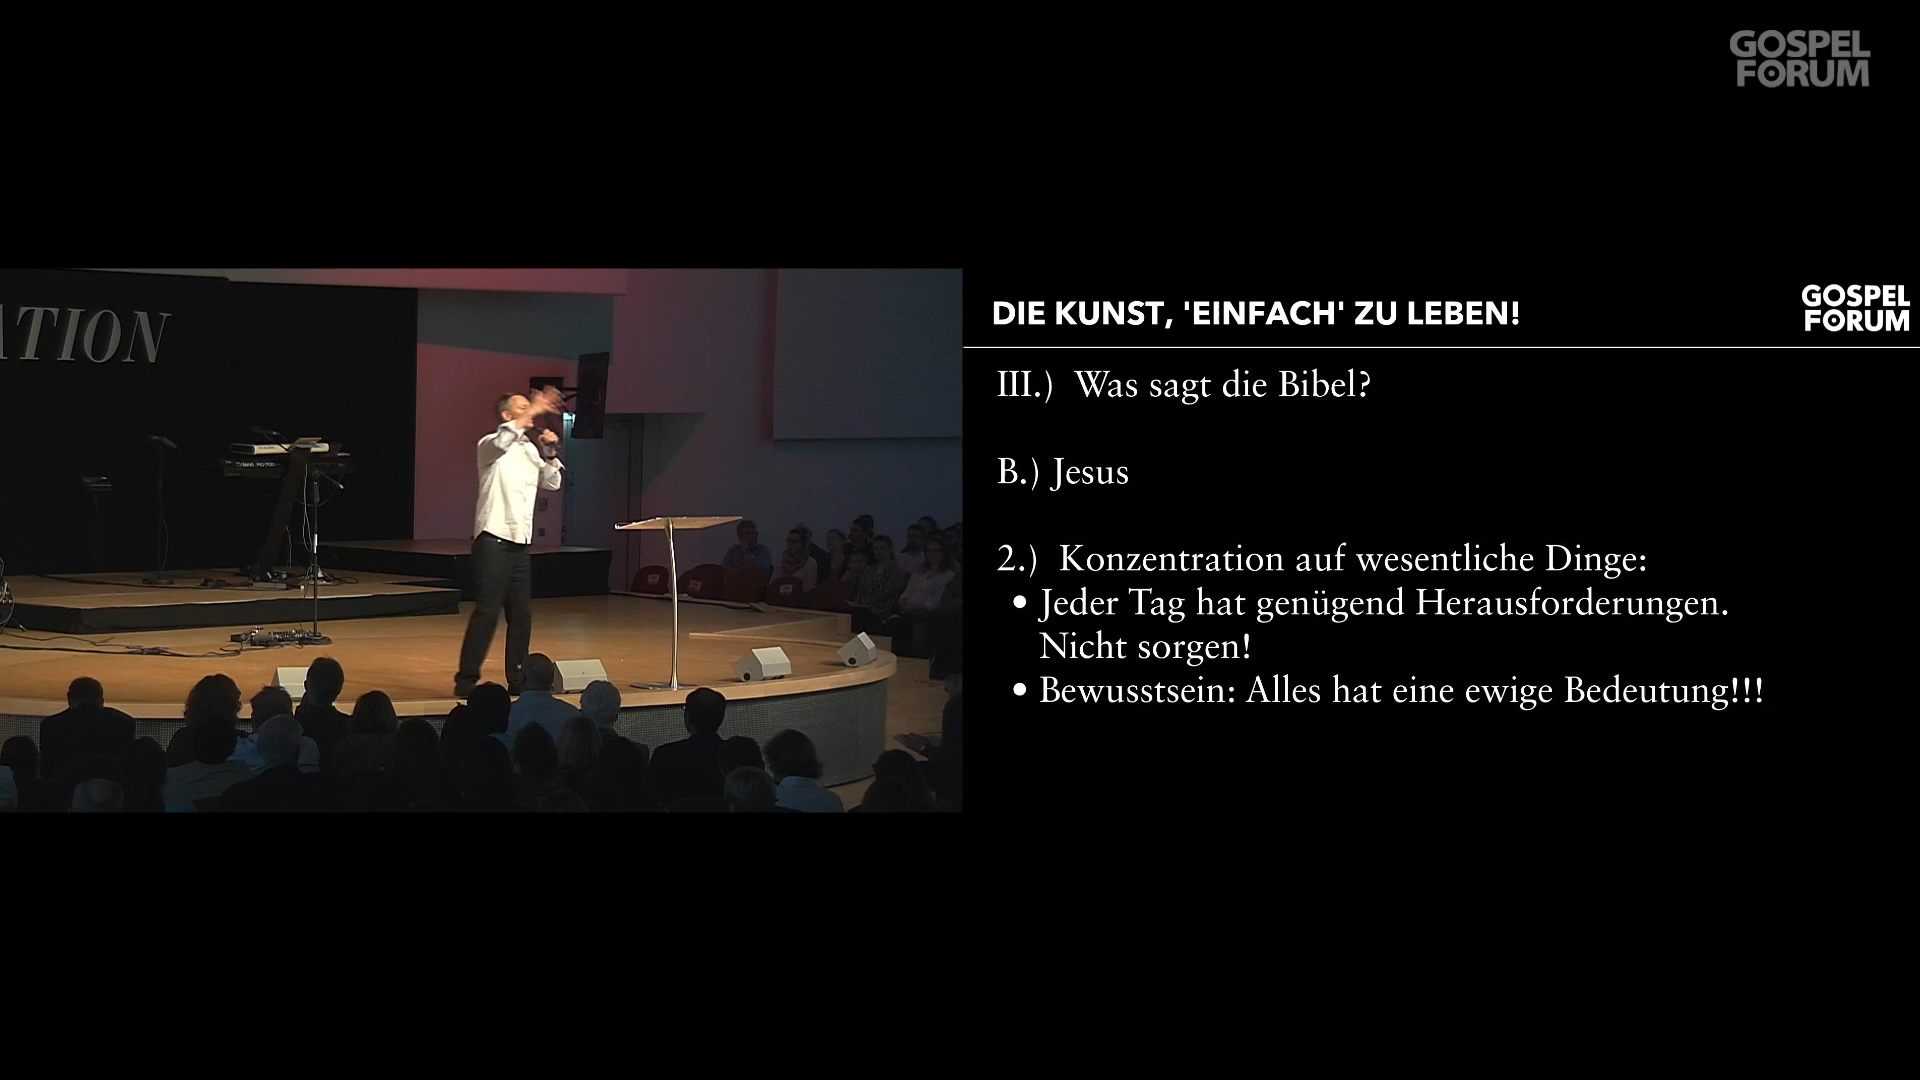 GOSPEL
FORUM
ATION
DIE KUNST, 'EINFACH' ZU LEBEN!
GOSPEL
FORUM
III.) Was sagt die Bibel?
B.) Jesus
2.) Konzentration auf wesentliche Dinge:
• Jeder Tag hat genügend Herausforderungen.
Nicht sorgen!
• Bewusstsein: Alles hat eine ewige Bedeutung!!!